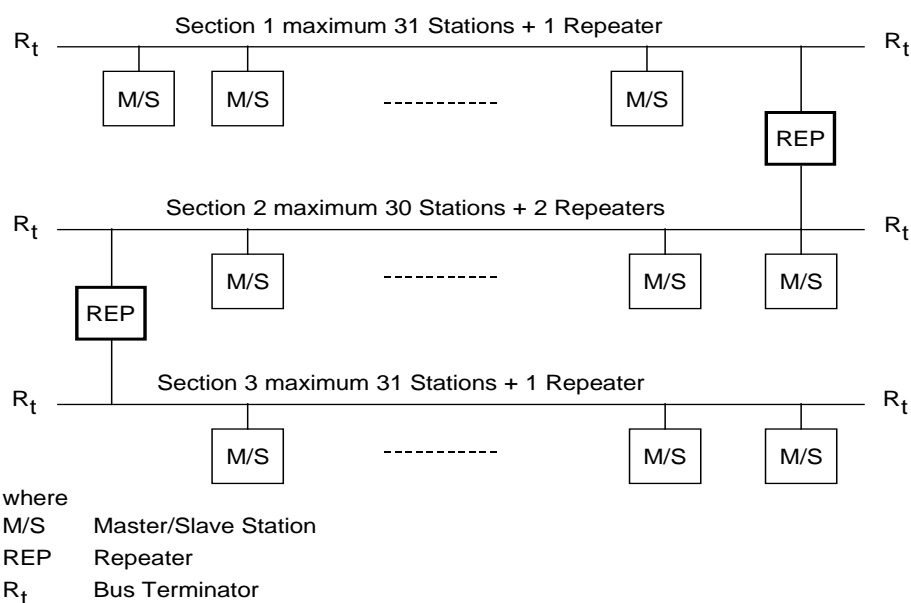 Section 1 maximum 31 Stations + 1 Repeater
Rt Rt
M/S M/S M/S
REP
Section 2 maximum 30 Stations + 2 Repeaters
Rt Rt
M/S M/S M/S
REP
Section 3 maximum 31 Stations + 1 Repeater
Rt Rt
M/S M/S M/S
where
M/S Master/Slave Station
REP Repeater
Rt Bus Terminator